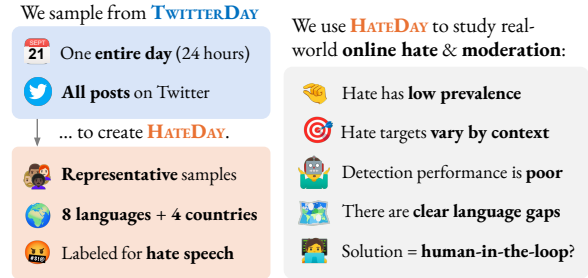 We sample from TWITTERDAY
SEPT
21
One entire day (24 hours)
All posts on Twitter
... to create HATEDAY.
Representative samples
8 languages + 4 countries
Labeled for hate speech
We use HATEDAY to study real-
world online hate & moderation:
Hate has low prevalence
Hate targets vary by context
Detection performance is poor
There are clear language gaps
Solution = human-in-the-loop?